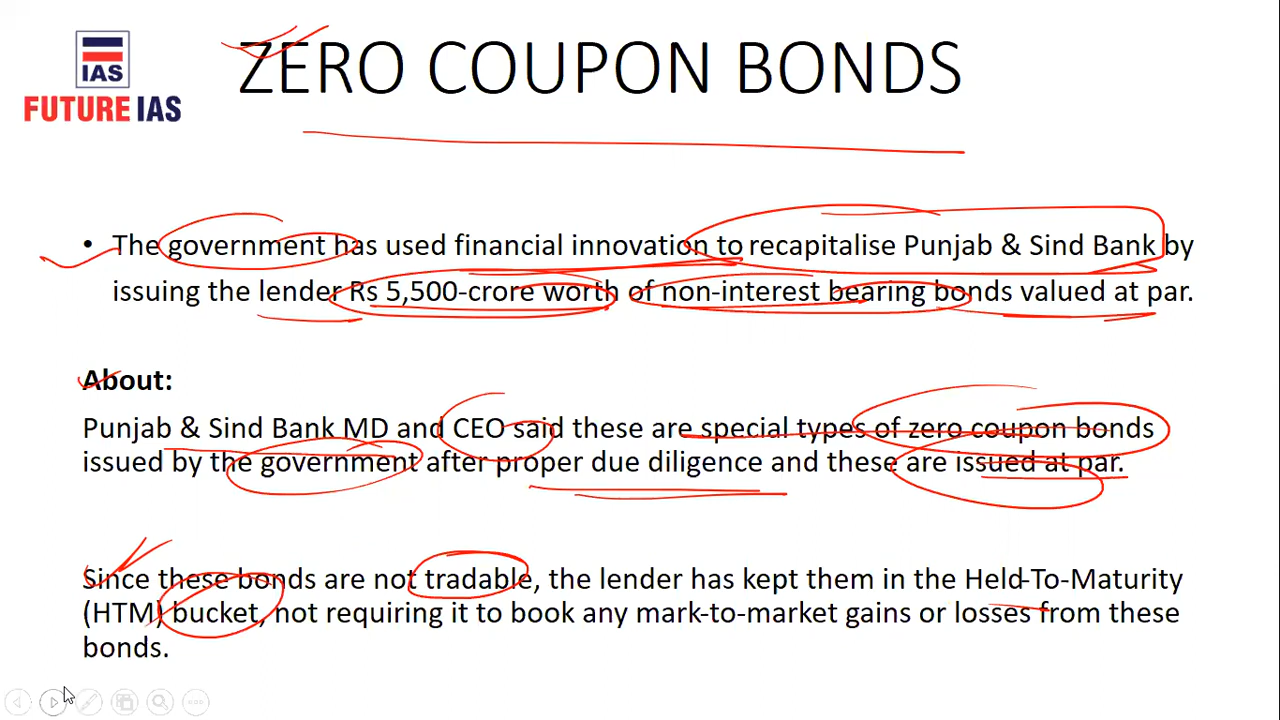 IAS
FUTURE IAS
ZERO COUPON BONDS
• The government has used financial innovation to recapitalise Punjab & Sind Bank by
issuing the lender Rs 5,500-crore worth of non-interest bearing bonds valued at par.
About:
Punjab & Sind Bank MD and CEO said these are special types of zero coupon bonds
issued by the government after proper due diligence and these are issued at par.
Since these bonds are not tradable, the lender has kept them in the Held-To-Maturity
(HTM) bucket, not requiring it to book any mark-to-market gains or losses from these
bonds.